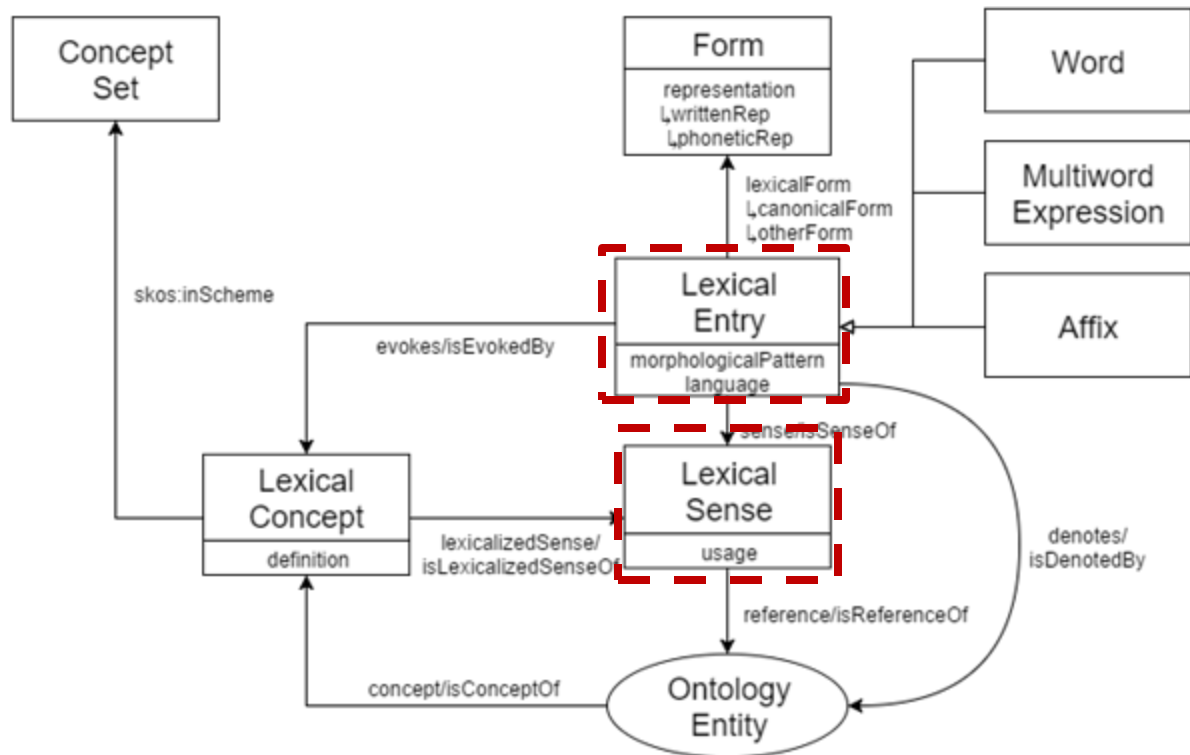 Concept
Set
Form
representation
↳writtenRep
↳phoneticRep
Word
Multiword
Expression
Affix
lexicalForm
↳canonicalForm
↳otherForm
skos:inScheme
Lexical
Entry
morphologicalPattern
language
evokes/isEvokedBy
sense/isSenseOf
Lexical
Concept
definition
lexicalizedSense/
isLexicalizedSenseOf
Lexical
Sense
usage
denotes/
isDenotedBy
reference/isReferenceOf
concept/isConceptOf
Ontology
Entity